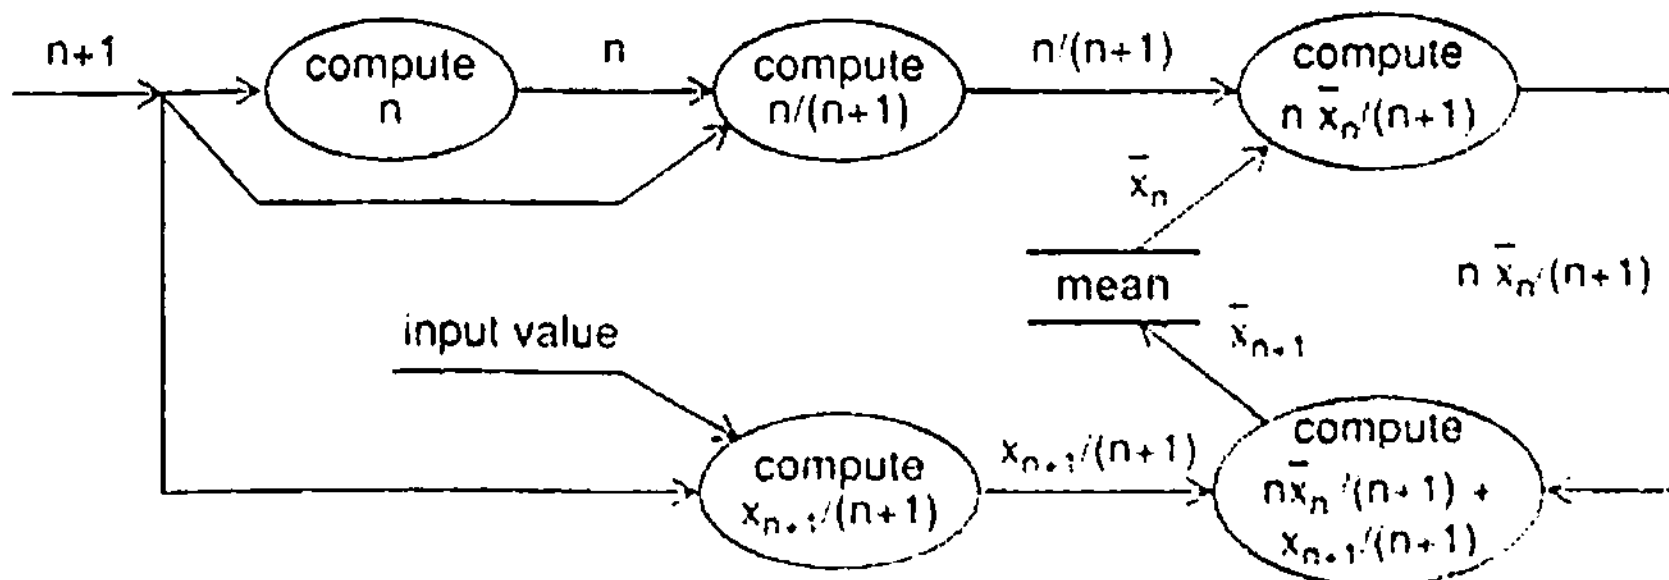 n+1
compute
n
n
compute
n/(n+1)
n/(n+1)
compute
n x̄ₙ/(n+1)
x̄ₙ
mean
n x̄ₙ/(n+1)
input value
x̄ₙ₊₁
compute
xₙ₊₁/(n+1)
xₙ₊₁/(n+1)
compute
nx̄ₙ/(n+1) +
xₙ₊₁/(n+1)